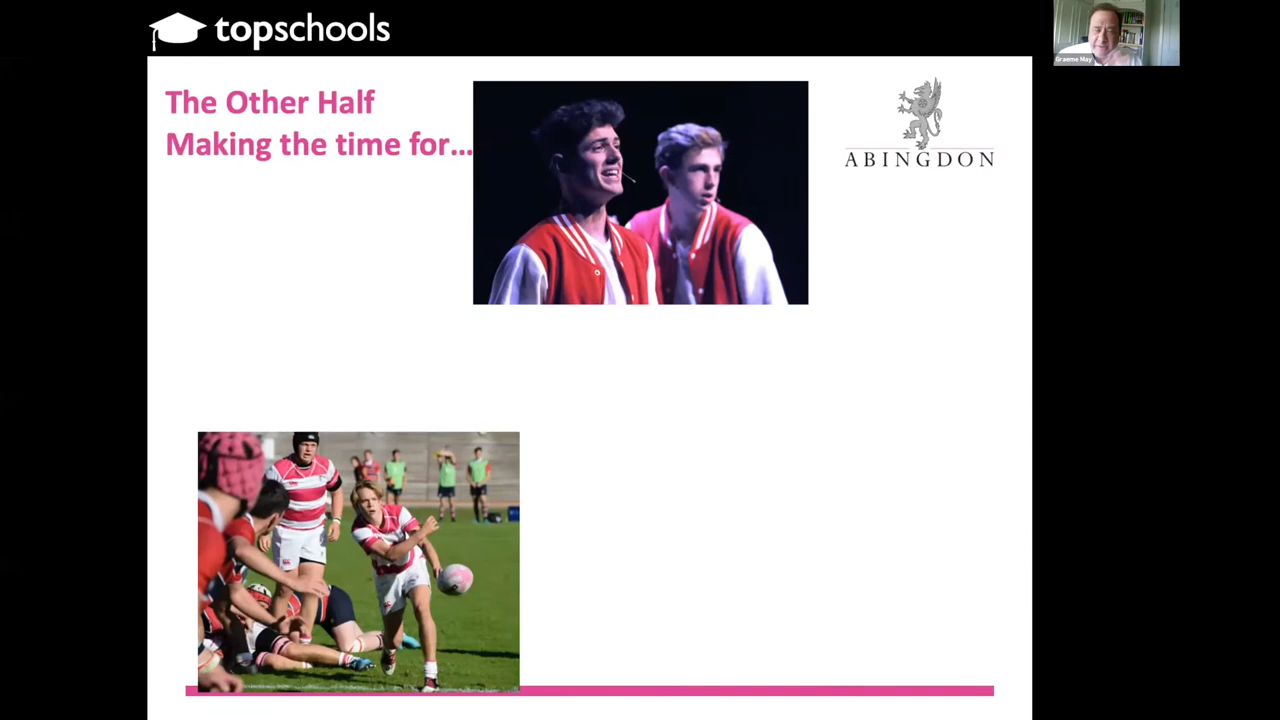 topschools
The Other Half
Making the time for...
ABINGDON
Graeme May